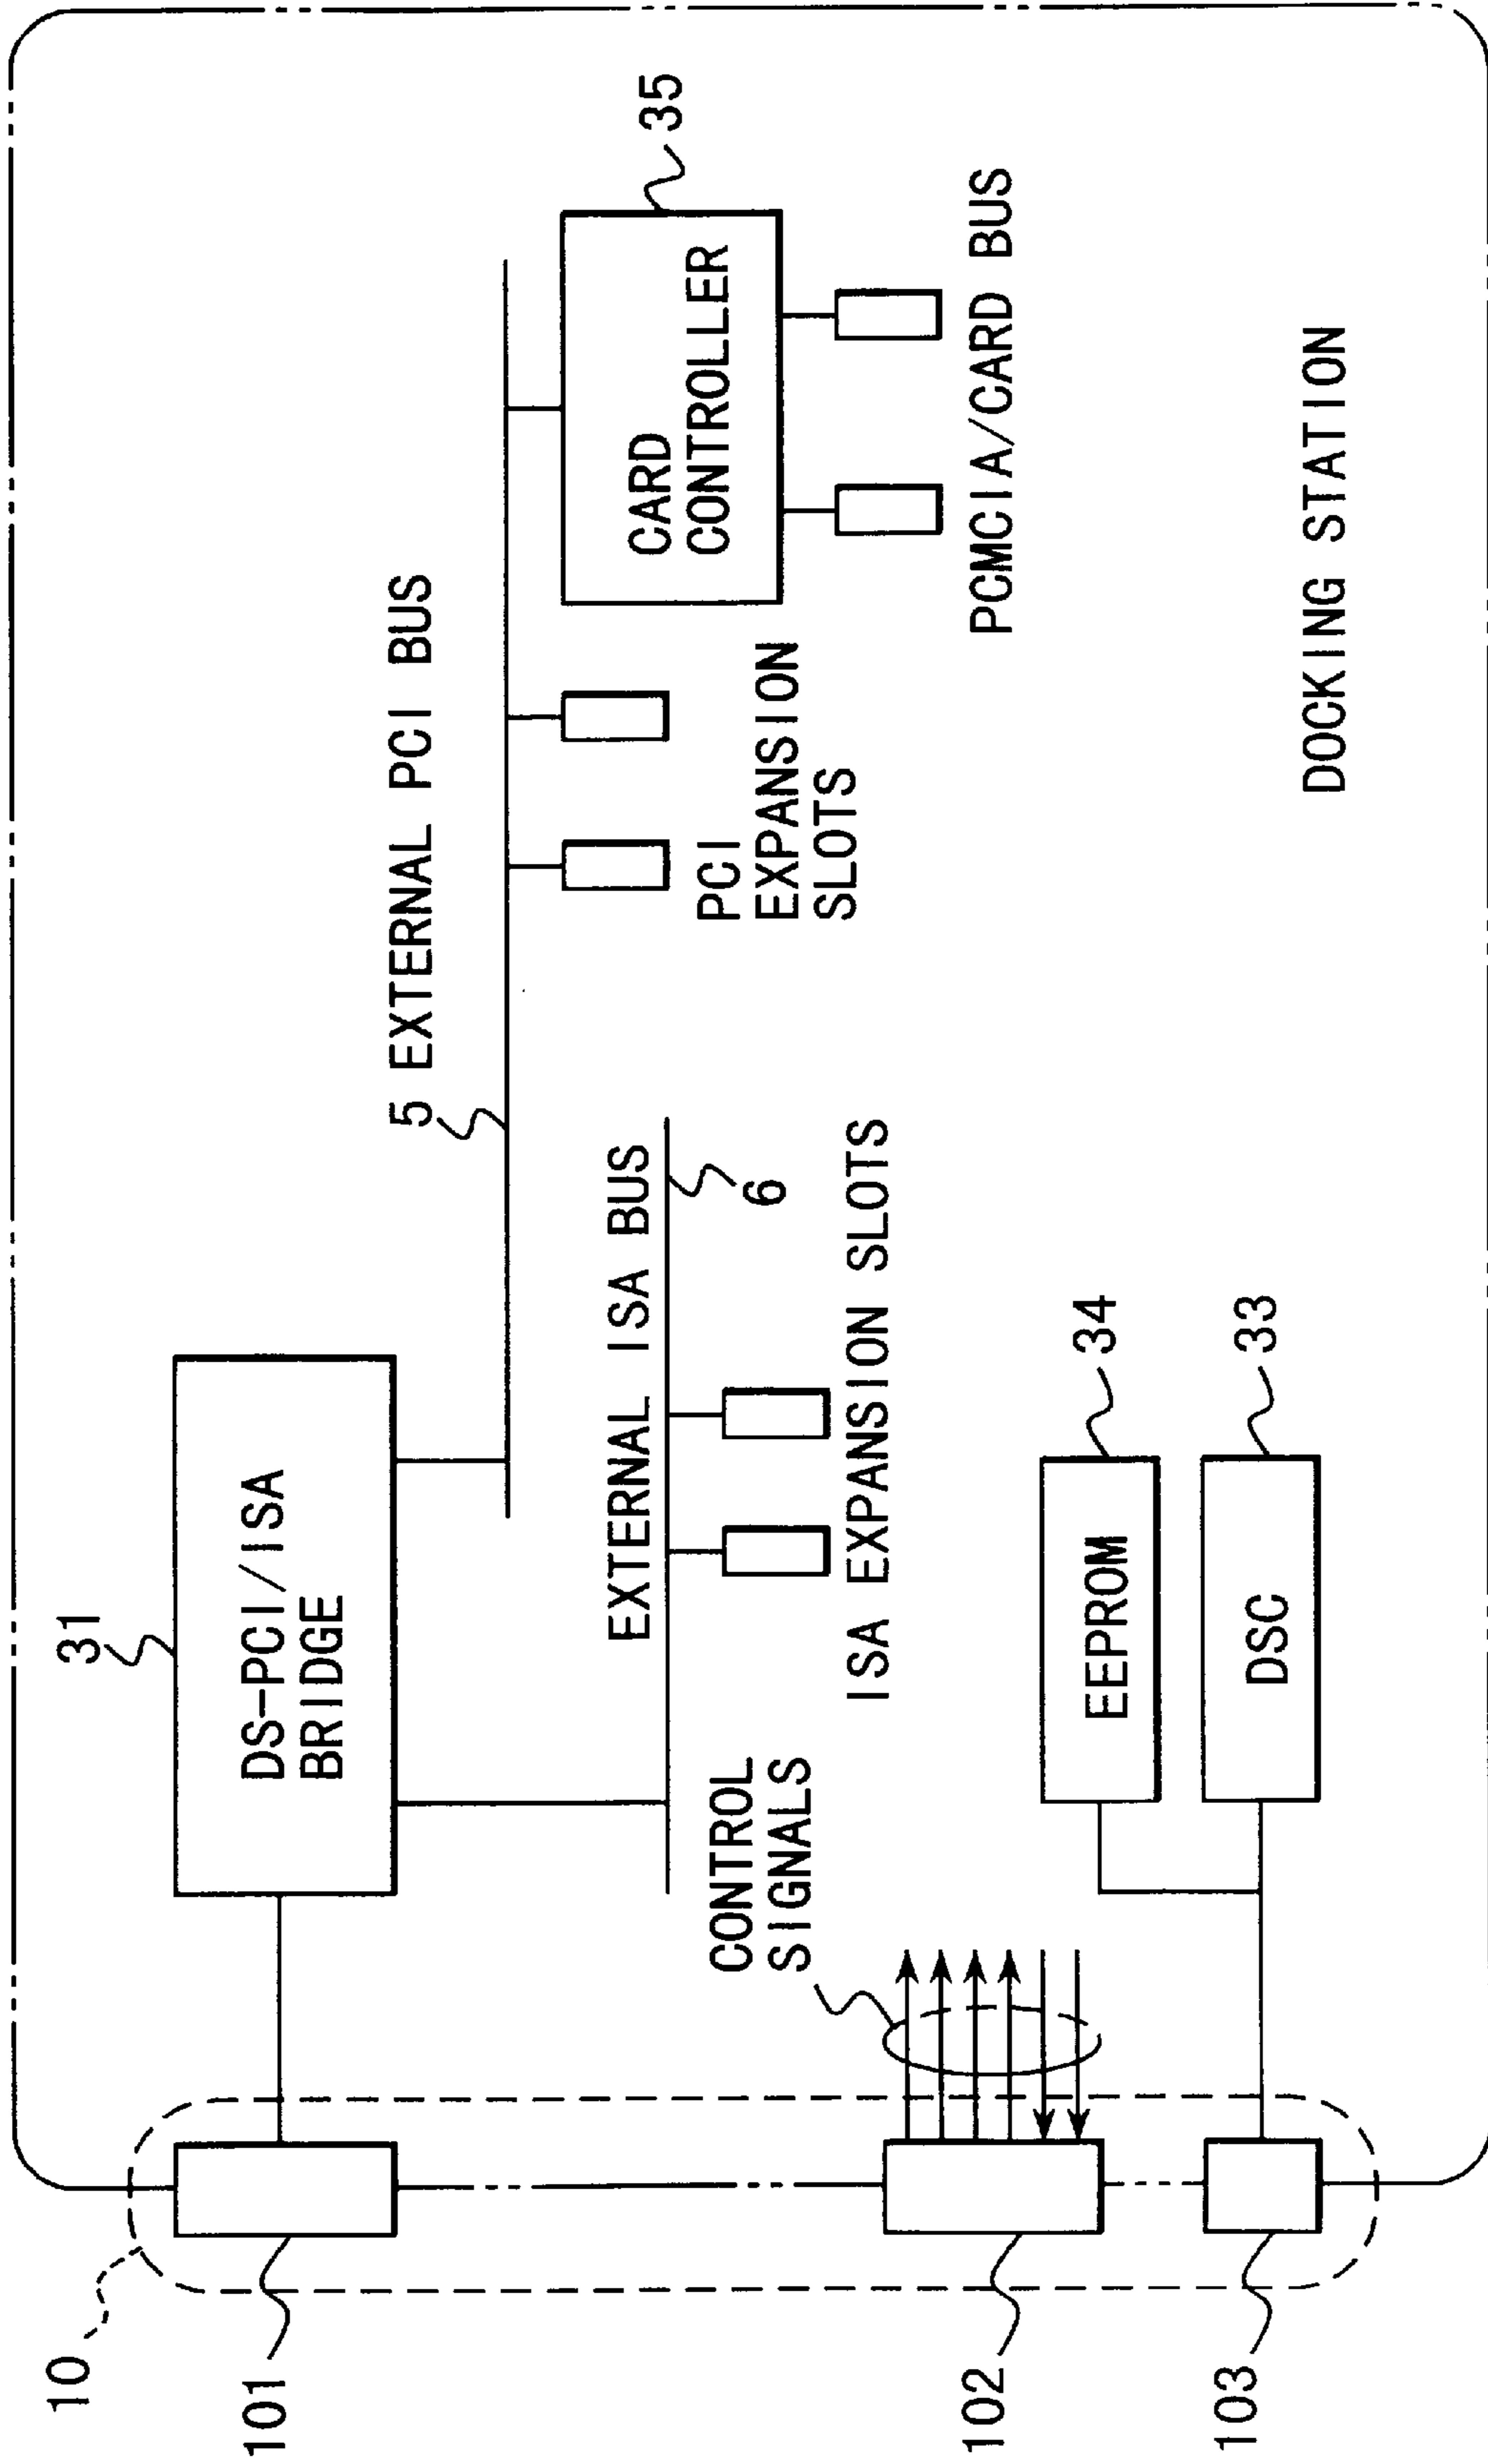 10
101
31
DS-PCI/ISA
BRIDGE
5 EXTERNAL PCI BUS
35
CARD
CONTROLLER
PCI
EXPANSION
SLOTS
PCMCIA/CARD BUS
EXTERNAL ISA BUS
6
ISA EXPANSION SLOTS
CONTROL
SIGNALS
102
EEPROM
34
DSC
33
103
DOCKING STATION